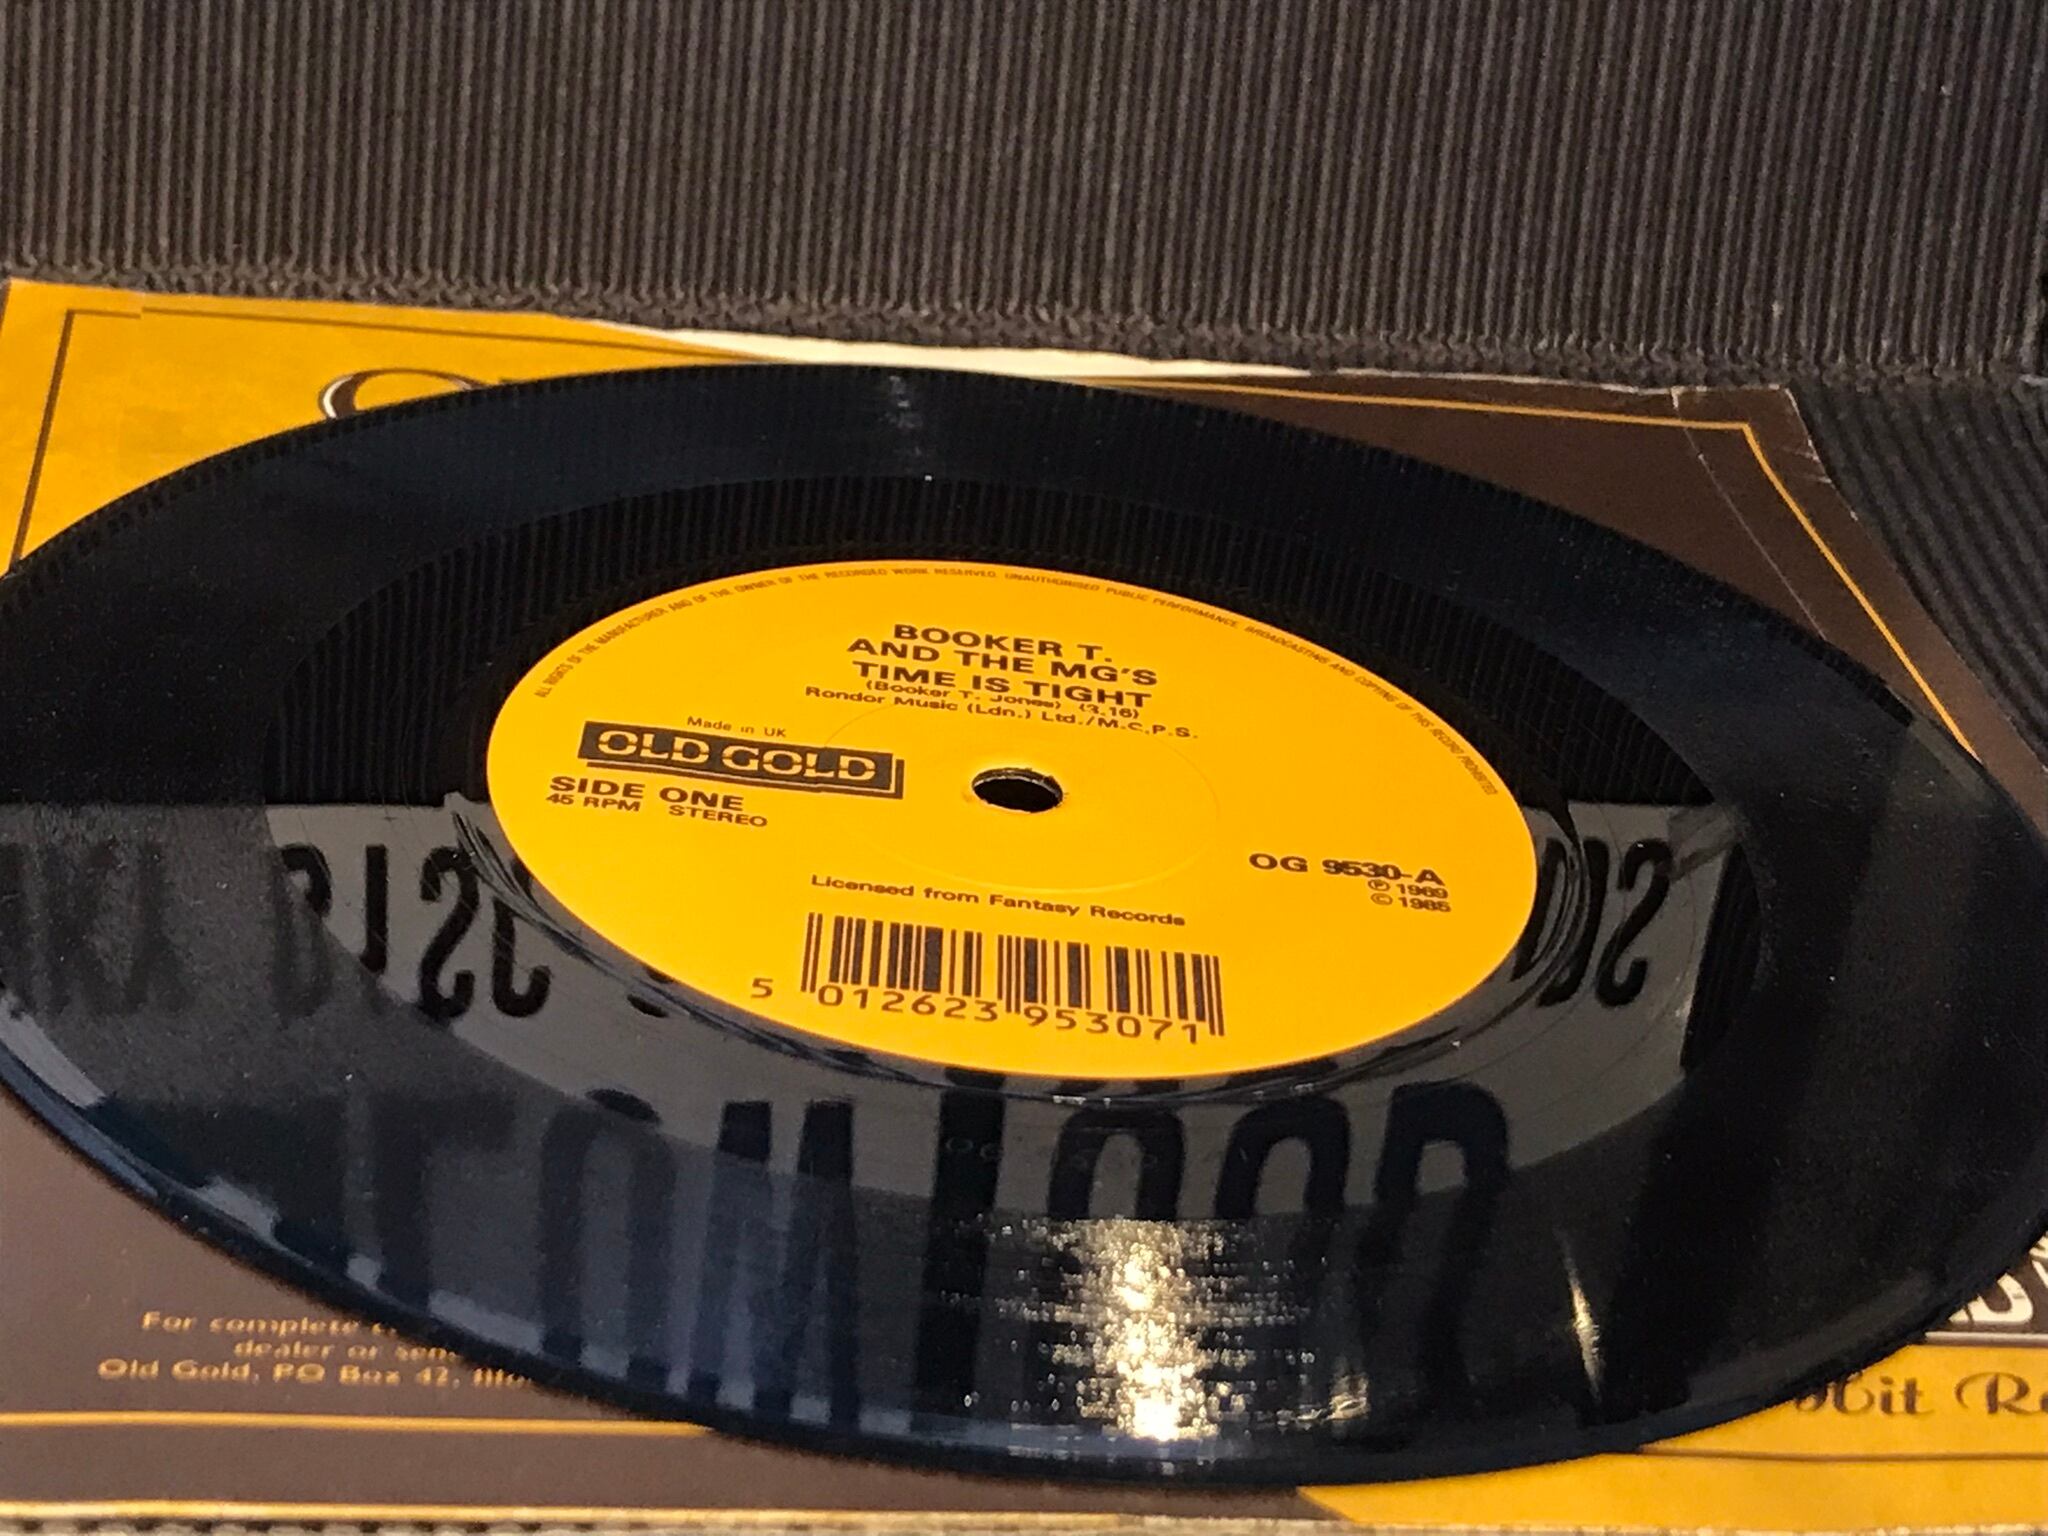 ALL RIGHTS OF THE MANUFACTURER AND OF THE OWNER OF THE RECORDED WORK RESERVED. UNAUTHORISED PUBLIC PERFORMANCE, BROADCASTING AND COPYING OF THIS RECORD PROHIBITED
BOOKER T.
AND THE MG'S
TIME IS TIGHT
(Booker T. Jones) (3.16)
Rondor Music (Ldn.) Ltd./M.C.P.S.
Made in UK
OLD GOLD
SIDE ONE
45 RPM STEREO
OG 9530-A
℗ 1969
© 1985
Licensed from Fantasy Records
5 012623 953071
For complete
dealer or send
Old Gold, PO Box 42,
Hit